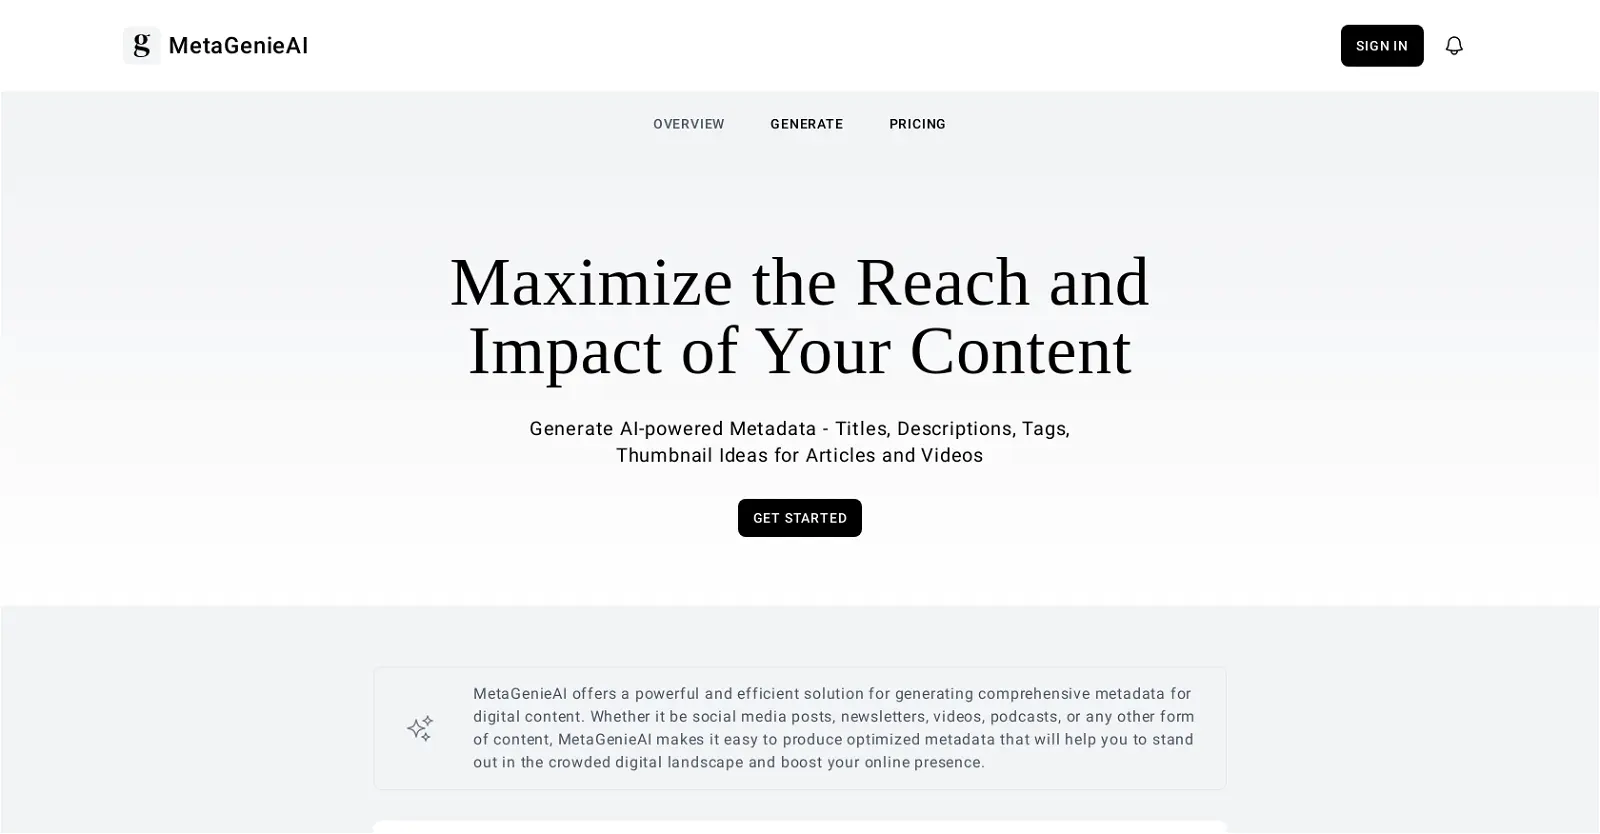 g MetaGenieAI
SIGN IN
OVERVIEW GENERATE PRICING
Maximize the Reach and
Impact of Your Content
Generate AI-powered Metadata - Titles, Descriptions, Tags,
Thumbnail Ideas for Articles and Videos
GET STARTED
MetaGenieAI offers a powerful and efficient solution for generating comprehensive metadata for
digital content. Whether it be social media posts, newsletters, videos, podcasts, or any other form
of content, MetaGenieAI makes it easy to produce optimized metadata that will help you to stand
out in the crowded digital landscape and boost your online presence.